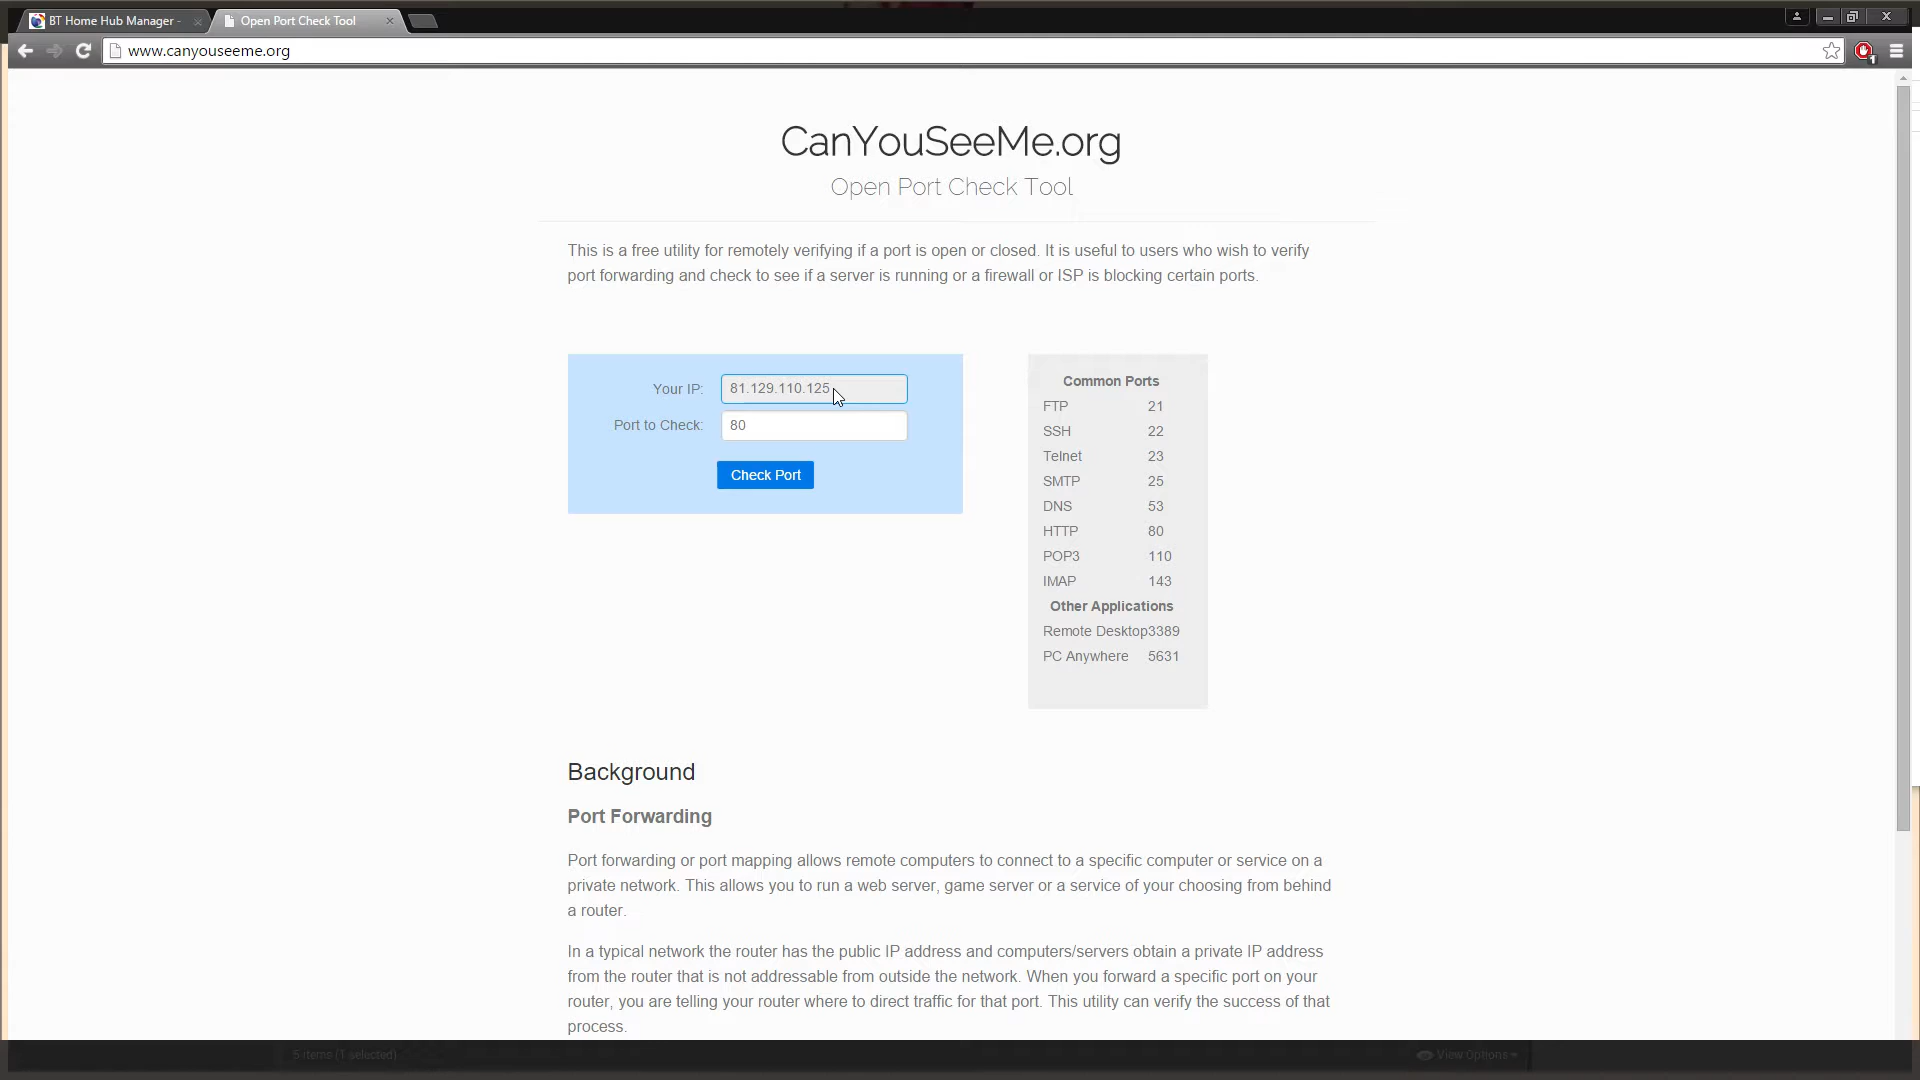 BT Home Hub Manager -
Open Port Check Tool
www.canyouseeme.org
1
CanYouSeeMe.org
Open Port Check Tool
This is a free utility for remotely verifying if a port is open or closed. It is useful to users who wish to verify
port forwarding and check to see if a server is running or a firewall or ISP is blocking certain ports.
Your IP: 81.129.110.125
Port to Check: 80
Check Port
Common Ports
FTP 21
SSH 22
Telnet 23
SMTP 25
DNS 53
HTTP 80
POP3 110
IMAP 143
Other Applications
Remote Desktop3389
PC Anywhere 5631
Background
Port Forwarding
Port forwarding or port mapping allows remote computers to connect to a specific computer or service on a
private network. This allows you to run a web server, game server or a service of your choosing from behind
a router.
In a typical network the router has the public IP address and computers/servers obtain a private IP address
from the router that is not addressable from outside the network. When you forward a specific port on your
router, you are telling your router where to direct traffic for that port. This utility can verify the success of that
process.
5 items (1 selected)
View Options